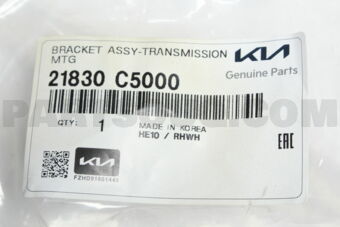 BRACKET ASSY-TRANSMISSION
MTG
KIA
Genuine Parts
21830 C5000
QTY: 1
MADE IN KOREA
HE10 / RHWH
EAC
KIA